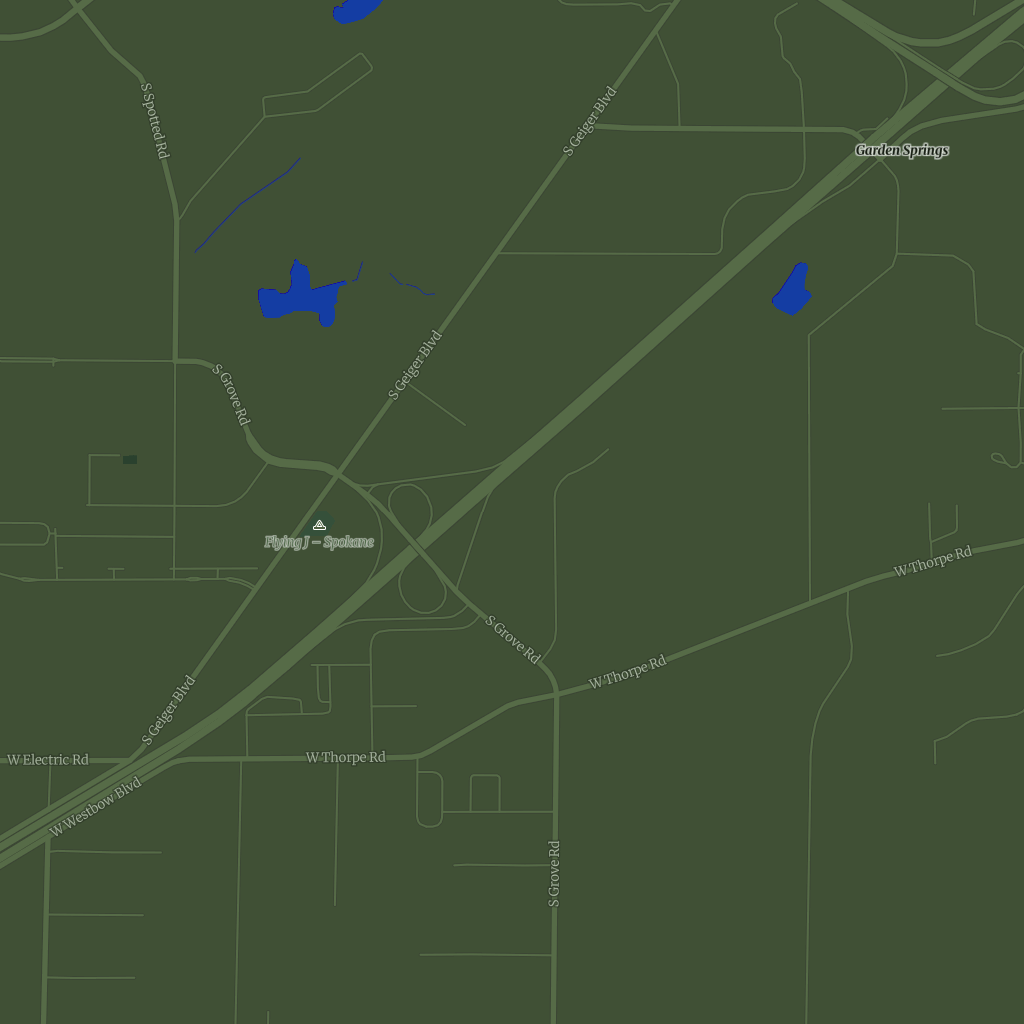 S Spotted Rd
S Geiger Blvd
Garden Springs
S Geiger Blvd
S Grove Rd
Flying J – Spokane
W Thorpe Rd
S Grove Rd
W Thorpe Rd
S Geiger Blvd
W Electric Rd
W Thorpe Rd
W Westbow Blvd
S Grove Rd